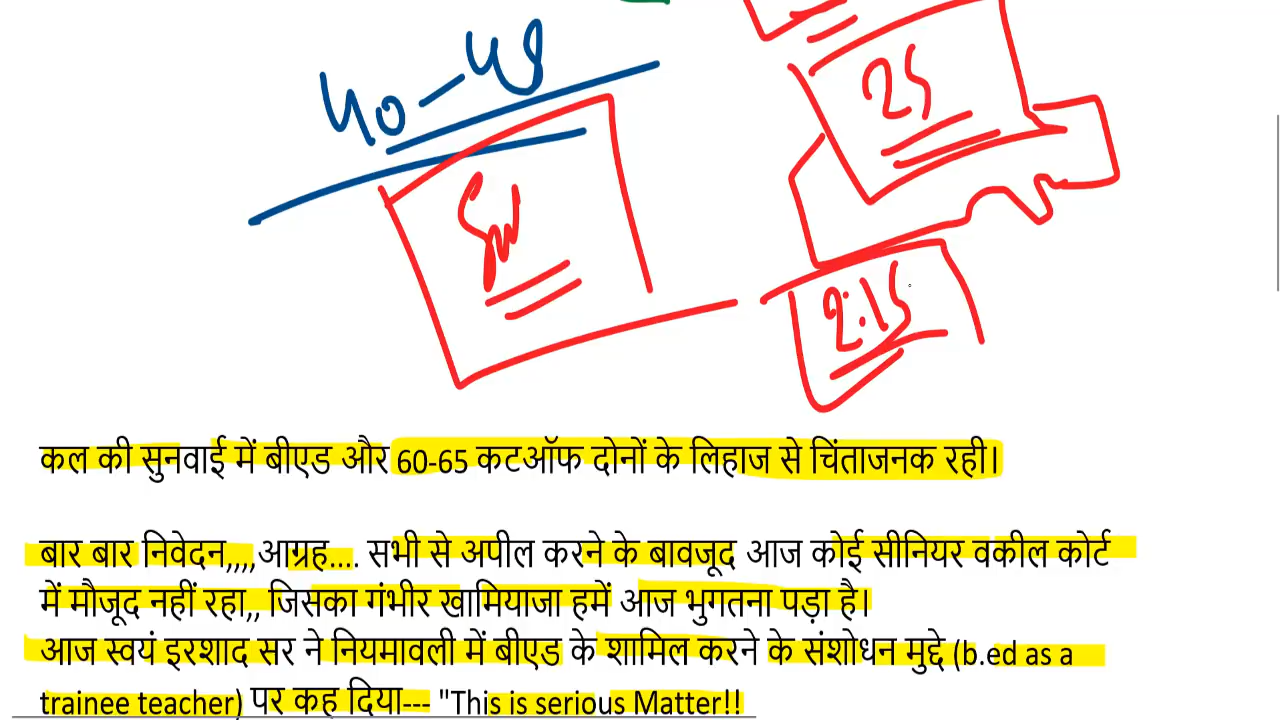 40-45
25
2:15
कल की सुनवाई में बीएड और 60-65 कटऑफ दोनों के लिहाज से चिंताजनक रही।
बार बार निवेदन,,,,आग्रह.... सभी से अपील करने के बावजूद आज कोई सीनियर वकील कोर्ट
में मौजूद नहीं रहा,, जिसका गंभीर खामियाजा हमें आज भुगतना पड़ा है।
आज स्वयं इरशाद सर ने नियमावली में बीएड के शामिल करने के संशोधन मुद्दे (b.ed as a
trainee teacher) पर कह दिया--- "This is serious Matter!!